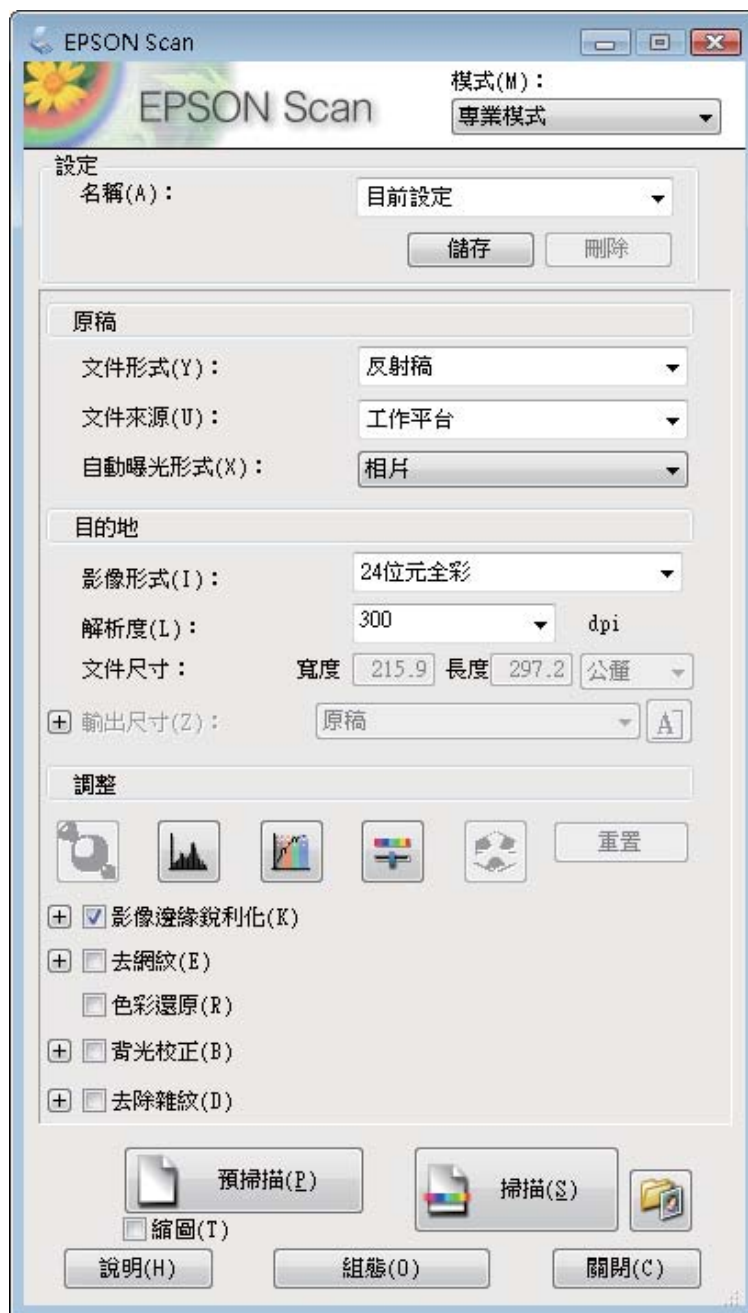 EPSON Scan
EPSON Scan
模式(M)：
專業模式
設定
名稱(A)：
目前設定
儲存
刪除
原稿
文件形式(Y)：
反射稿
文件來源(U)：
工作平台
自動曝光形式(X)：
相片
目的地
影像形式(I)：
24位元全彩
解析度(L)：
300
dpi
文件尺寸：
寬度 215.9 長度 297.2 公釐
輸出尺寸(Z)：
原稿
A
調整
重置
影像邊緣銳利化(K)
去網紋(E)
色彩還原(R)
背光校正(B)
去除雜紋(D)
預掃描(P)
掃描(S)
縮圖(T)
說明(H)
組態(O)
關閉(C)